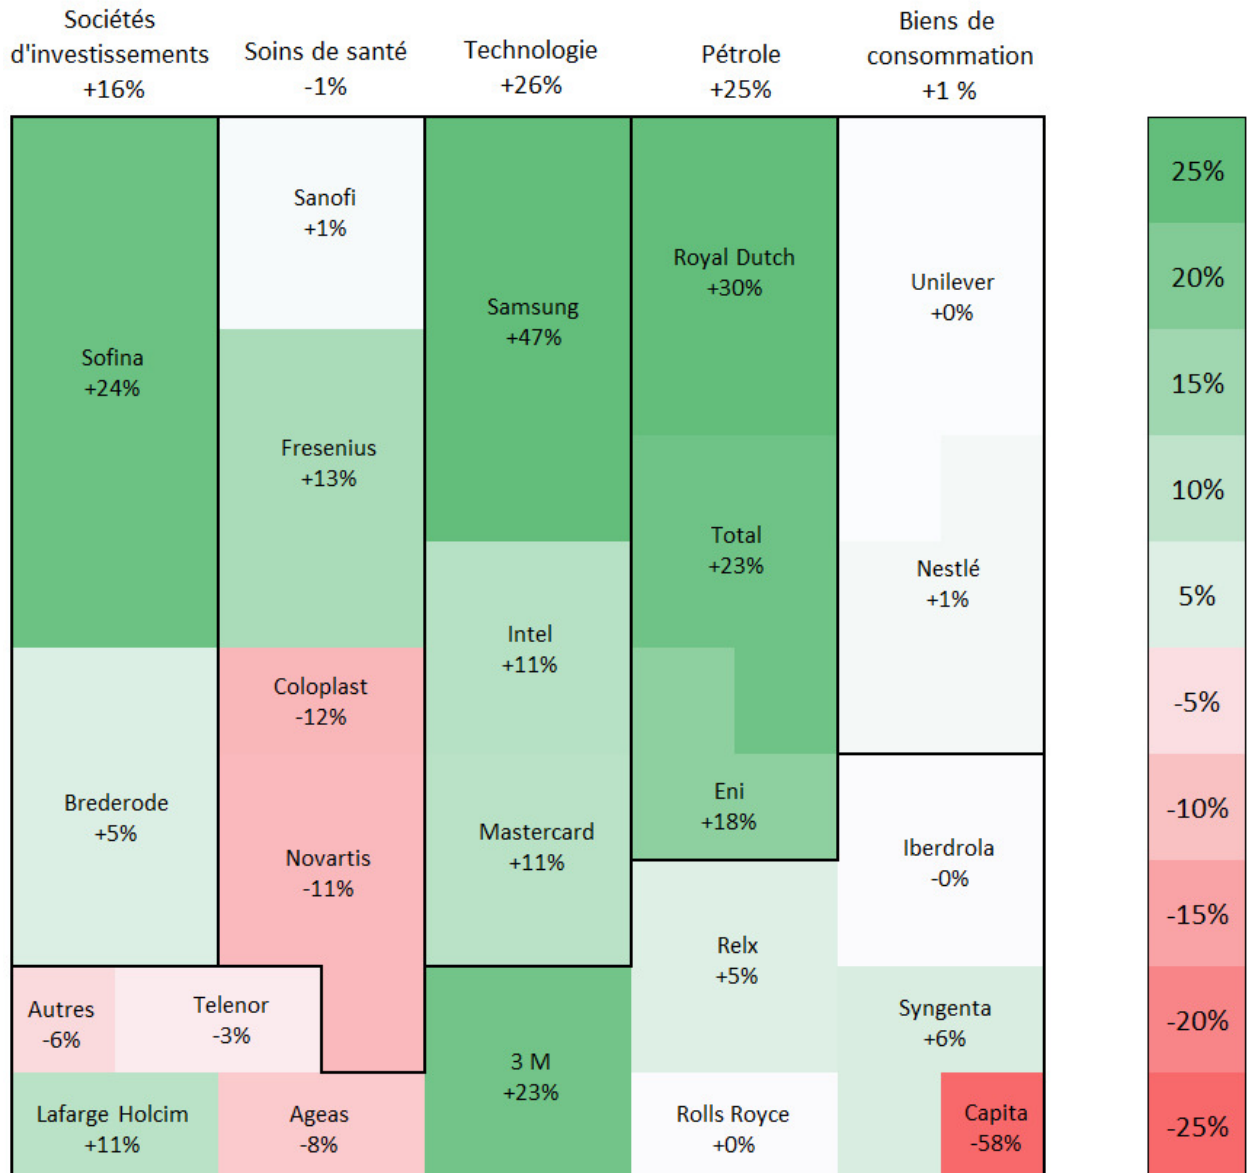 Sociétés
d'investissements
+16%
Soins de santé
-1%
Technologie
+26%
Pétrole
+25%
Biens de
consommation
+1 %
Sofina
+24%
Brederode
+5%
Sanofi
+1%
Fresenius
+13%
Coloplast
-12%
Novartis
-11%
Samsung
+47%
Intel
+11%
Mastercard
+11%
Royal Dutch
+30%
Total
+23%
Eni
+18%
Unilever
+0%
Nestlé
+1%
Autres
-6%
Telenor
-3%
Lafarge Holcim
+11%
Ageas
-8%
3 M
+23%
Relx
+5%
Rolls Royce
+0%
Iberdrola
-0%
Syngenta
+6%
Capita
-58%
25%
20%
15%
10%
5%
-5%
-10%
-15%
-20%
-25%